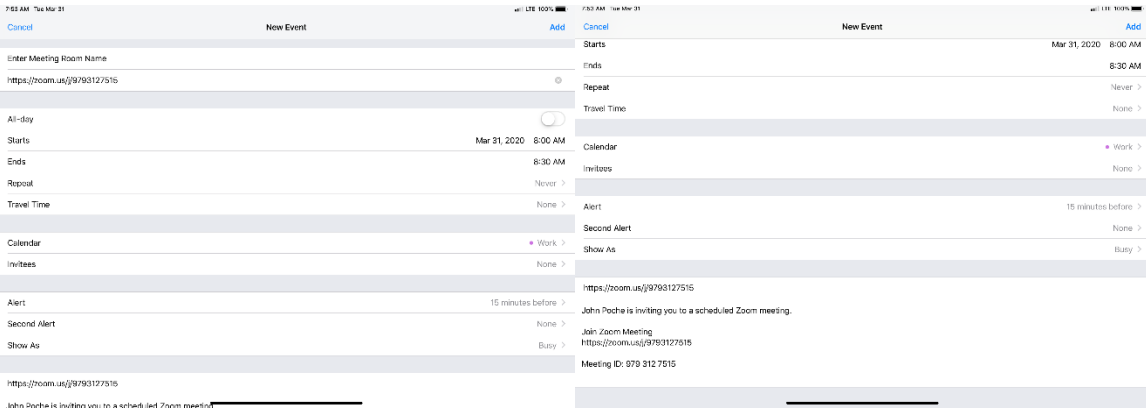 7:53 AM Tue Mar 31
LTE 100%
Cancel New Event Add
Enter Meeting Room Name
https://zoom.us/j/9793127515
All-day
Starts Mar 31, 2020 8:00 AM
Ends 8:30 AM
Repeat Never
Travel Time None
Calendar Work
Invitees None
Alert 15 minutes before
Second Alert None
Show As Busy
https://zoom.us/j/9793127515
John Poche is inviting you to a scheduled Zoom meeting
7:53 AM Tue Mar 31
LTE 100%
Cancel New Event Add
Starts Mar 31, 2020 8:00 AM
Ends 8:30 AM
Repeat Never
Travel Time None
Calendar Work
Invitees None
Alert 15 minutes before
Second Alert None
Show As Busy
https://zoom.us/j/9793127515
John Poche is inviting you to a scheduled Zoom meeting.
Join Zoom Meeting
https://zoom.us/j/9793127515
Meeting ID: 979 312 7515